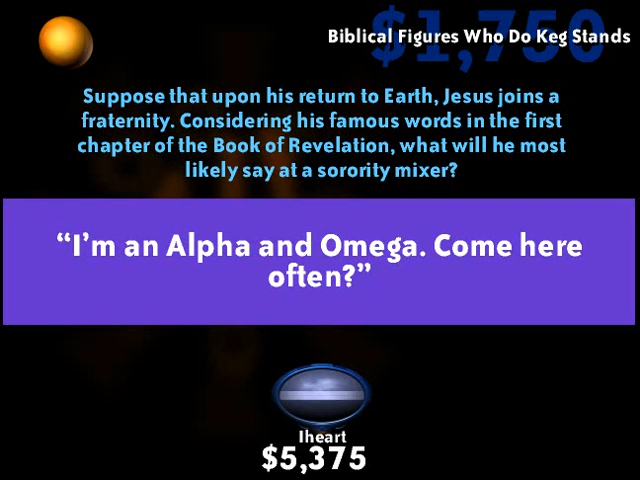 $1,750
Biblical Figures Who Do Keg Stands
Suppose that upon his return to Earth, Jesus joins a
fraternity. Considering his famous words in the first
chapter of the Book of Revelation, what will he most
likely say at a sorority mixer?
“I’m an Alpha and Omega. Come here
often?”
Iheart
$5,375